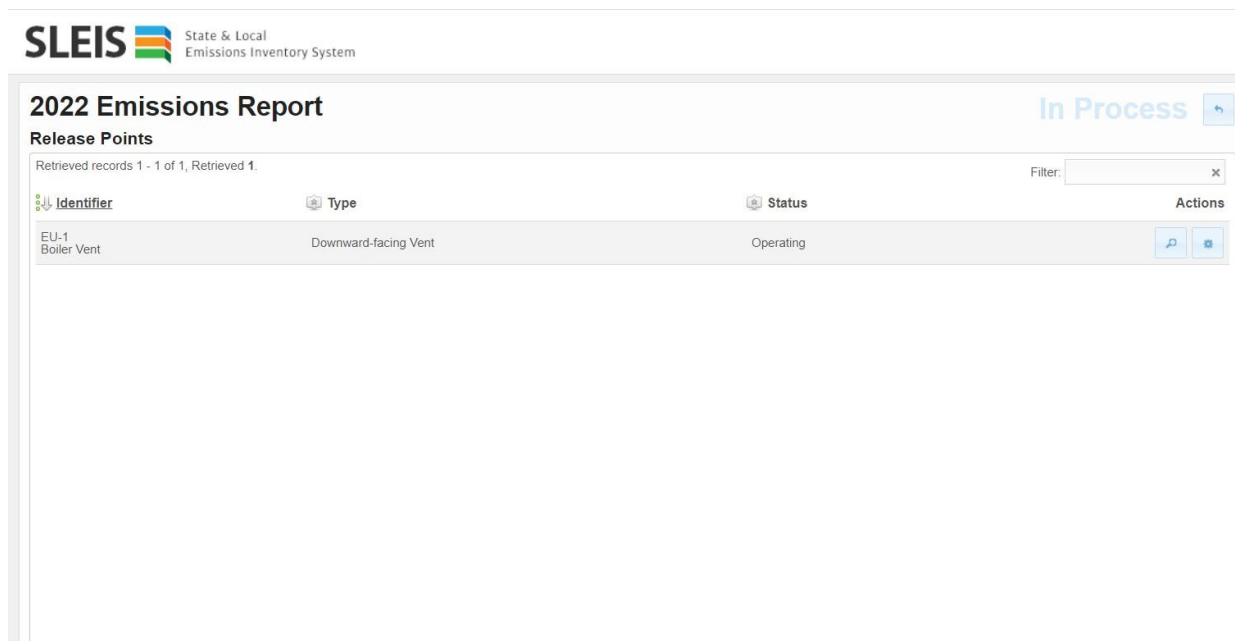 SLEIS
State & Local
Emissions Inventory System
2022 Emissions Report
In Process
Release Points
Retrieved records 1 - 1 of 1, Retrieved 1.
Filter:
Identifier Type Status Actions
EU-1
Boiler Vent
Downward-facing Vent
Operating